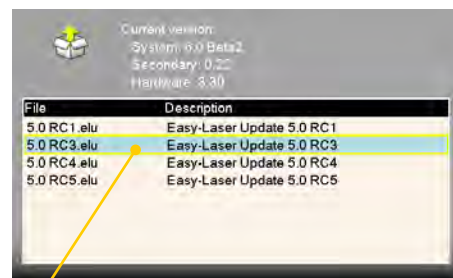 Current version:
System: 6.0 Beta2
Secondary: 0.22
Hardware: 3.30
File Description
5.0 RC1.elu Easy-Laser Update 5.0 RC1
5.0 RC3.elu Easy-Laser Update 5.0 RC3
5.0 RC4.elu Easy-Laser Update 5.0 RC4
5.0 RC5.elu Easy-Laser Update 5.0 RC5